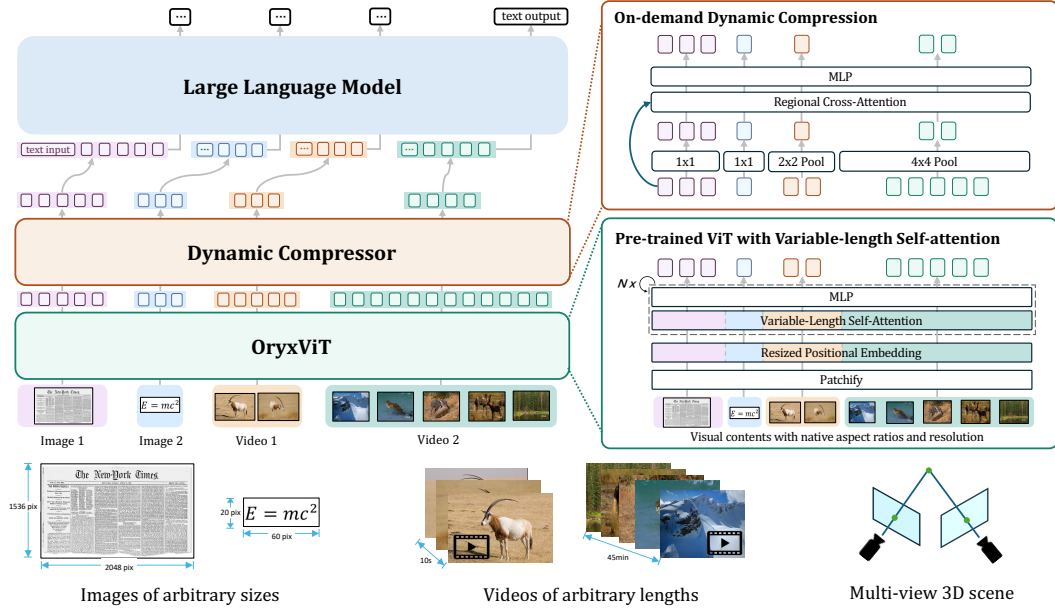 ... ... ... text output
Large Language Model
text input ... ... ...
Dynamic Compressor
OryxViT
E = mc²
Image 1 Image 2 Video 1 Video 2
On-demand Dynamic Compression
MLP
Regional Cross-Attention
1x1 1x1 2x2 Pool 4x4 Pool
Pre-trained ViT with Variable-length Self-attention
N x
MLP
Variable-Length Self-Attention
Resized Positional Embedding
Patchify
E = mc²
Visual contents with native aspect ratios and resolution
The New-York Times.
1536 pix
2048 pix
20 pix
E = mc²
60 pix
10s
45min
Images of arbitrary sizes
Videos of arbitrary lengths
Multi-view 3D scene